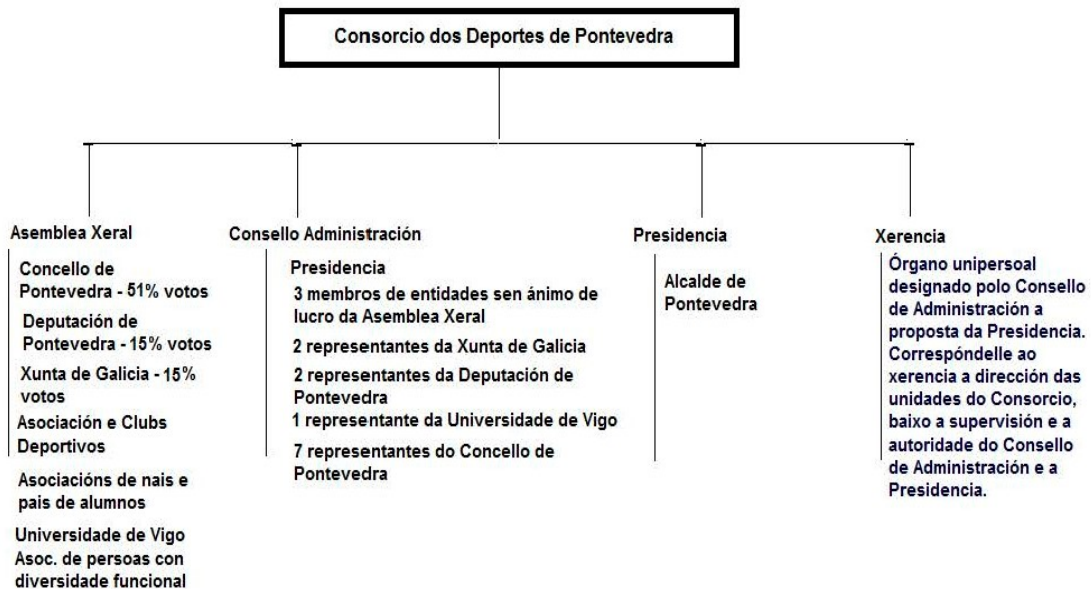 Consorcio dos Deportes de Pontevedra
Asemblea Xeral
Concello de
Pontevedra - 51% votos
Deputación de
Pontevedra - 15% votos
Xunta de Galicia - 15%
votos
Asociación e Clubs
Deportivos
Asociacións de nais e
pais de alumnos
Universidade de Vigo
Asoc. de persoas con
diversidade funcional
Consello Administración
Presidencia
3 membros de entidades sen ánimo de
lucro da Asemblea Xeral
2 representantes da Xunta de Galicia
2 representantes da Deputación de
Pontevedra
1 representante da Universidade de Vigo
7 representantes do Concello de
Pontevedra
Presidencia
Alcalde de
Pontevedra
Xerencia
Órgano unipersoal
designado polo Consello
de Administración a
proposta da Presidencia.
Correspóndelle ao
xerencia a dirección das
unidades do Consorcio,
baixo a supervisión e a
autoridade do Consello
de Administración e a
Presidencia.